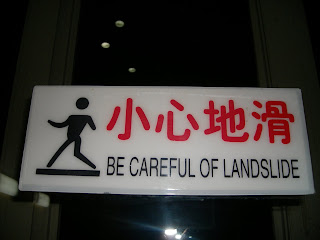 小心地滑
BE CAREFUL OF LANDSLIDE